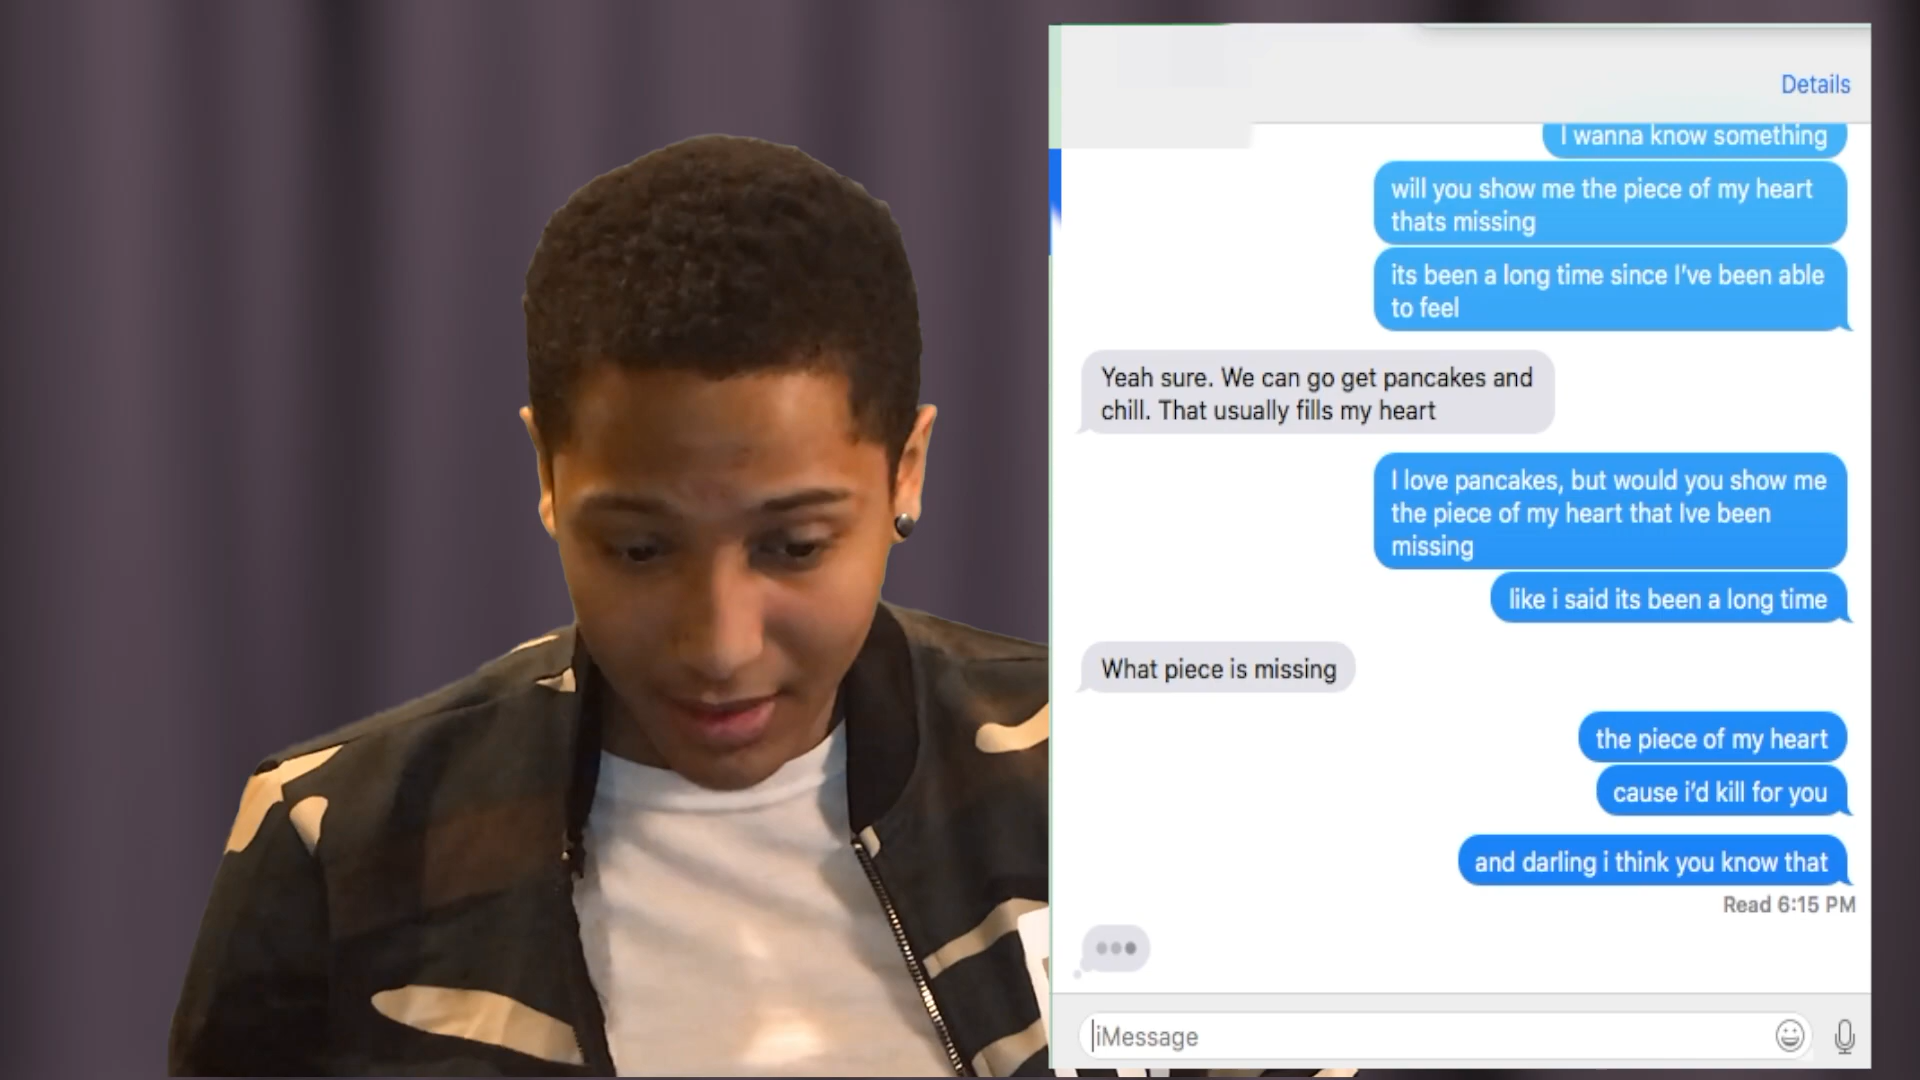 Details
I wanna know something
will you show me the piece of my heart
thats missing
its been a long time since I've been able
to feel
Yeah sure. We can go get pancakes and
chill. That usually fills my heart
I love pancakes, but would you show me
the piece of my heart that Ive been
missing
like i said its been a long time
What piece is missing
the piece of my heart
cause i'd kill for you
and darling i think you know that
Read 6:15 PM
iMessage